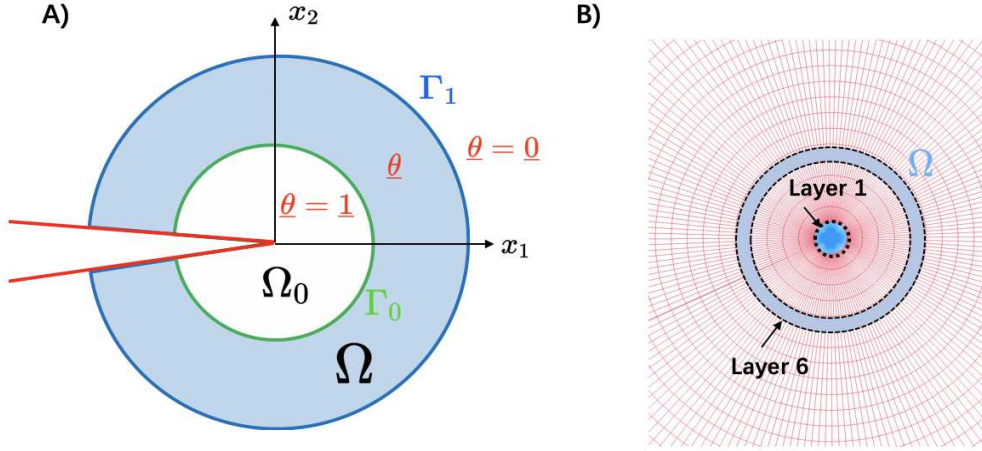 A)
x₂
Γ₁
θ = 0
θ
θ = 1
x₁
Ω₀
Γ₀
Ω
B)
Ω
Layer 1
Layer 6